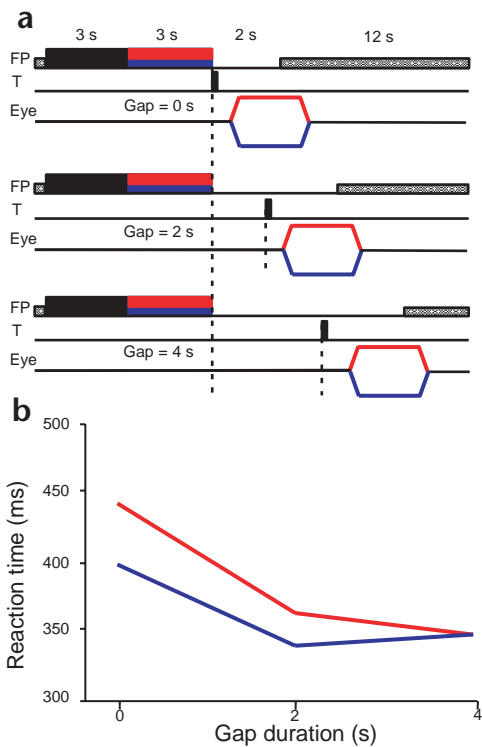 a
3 s 3 s 2 s 12 s
FP
T
Eye Gap = 0 s
FP
T
Eye Gap = 2 s
FP
T
Eye Gap = 4 s
b
500
450
400
350
300
Reaction time (ms)
0 2 4
Gap duration (s)